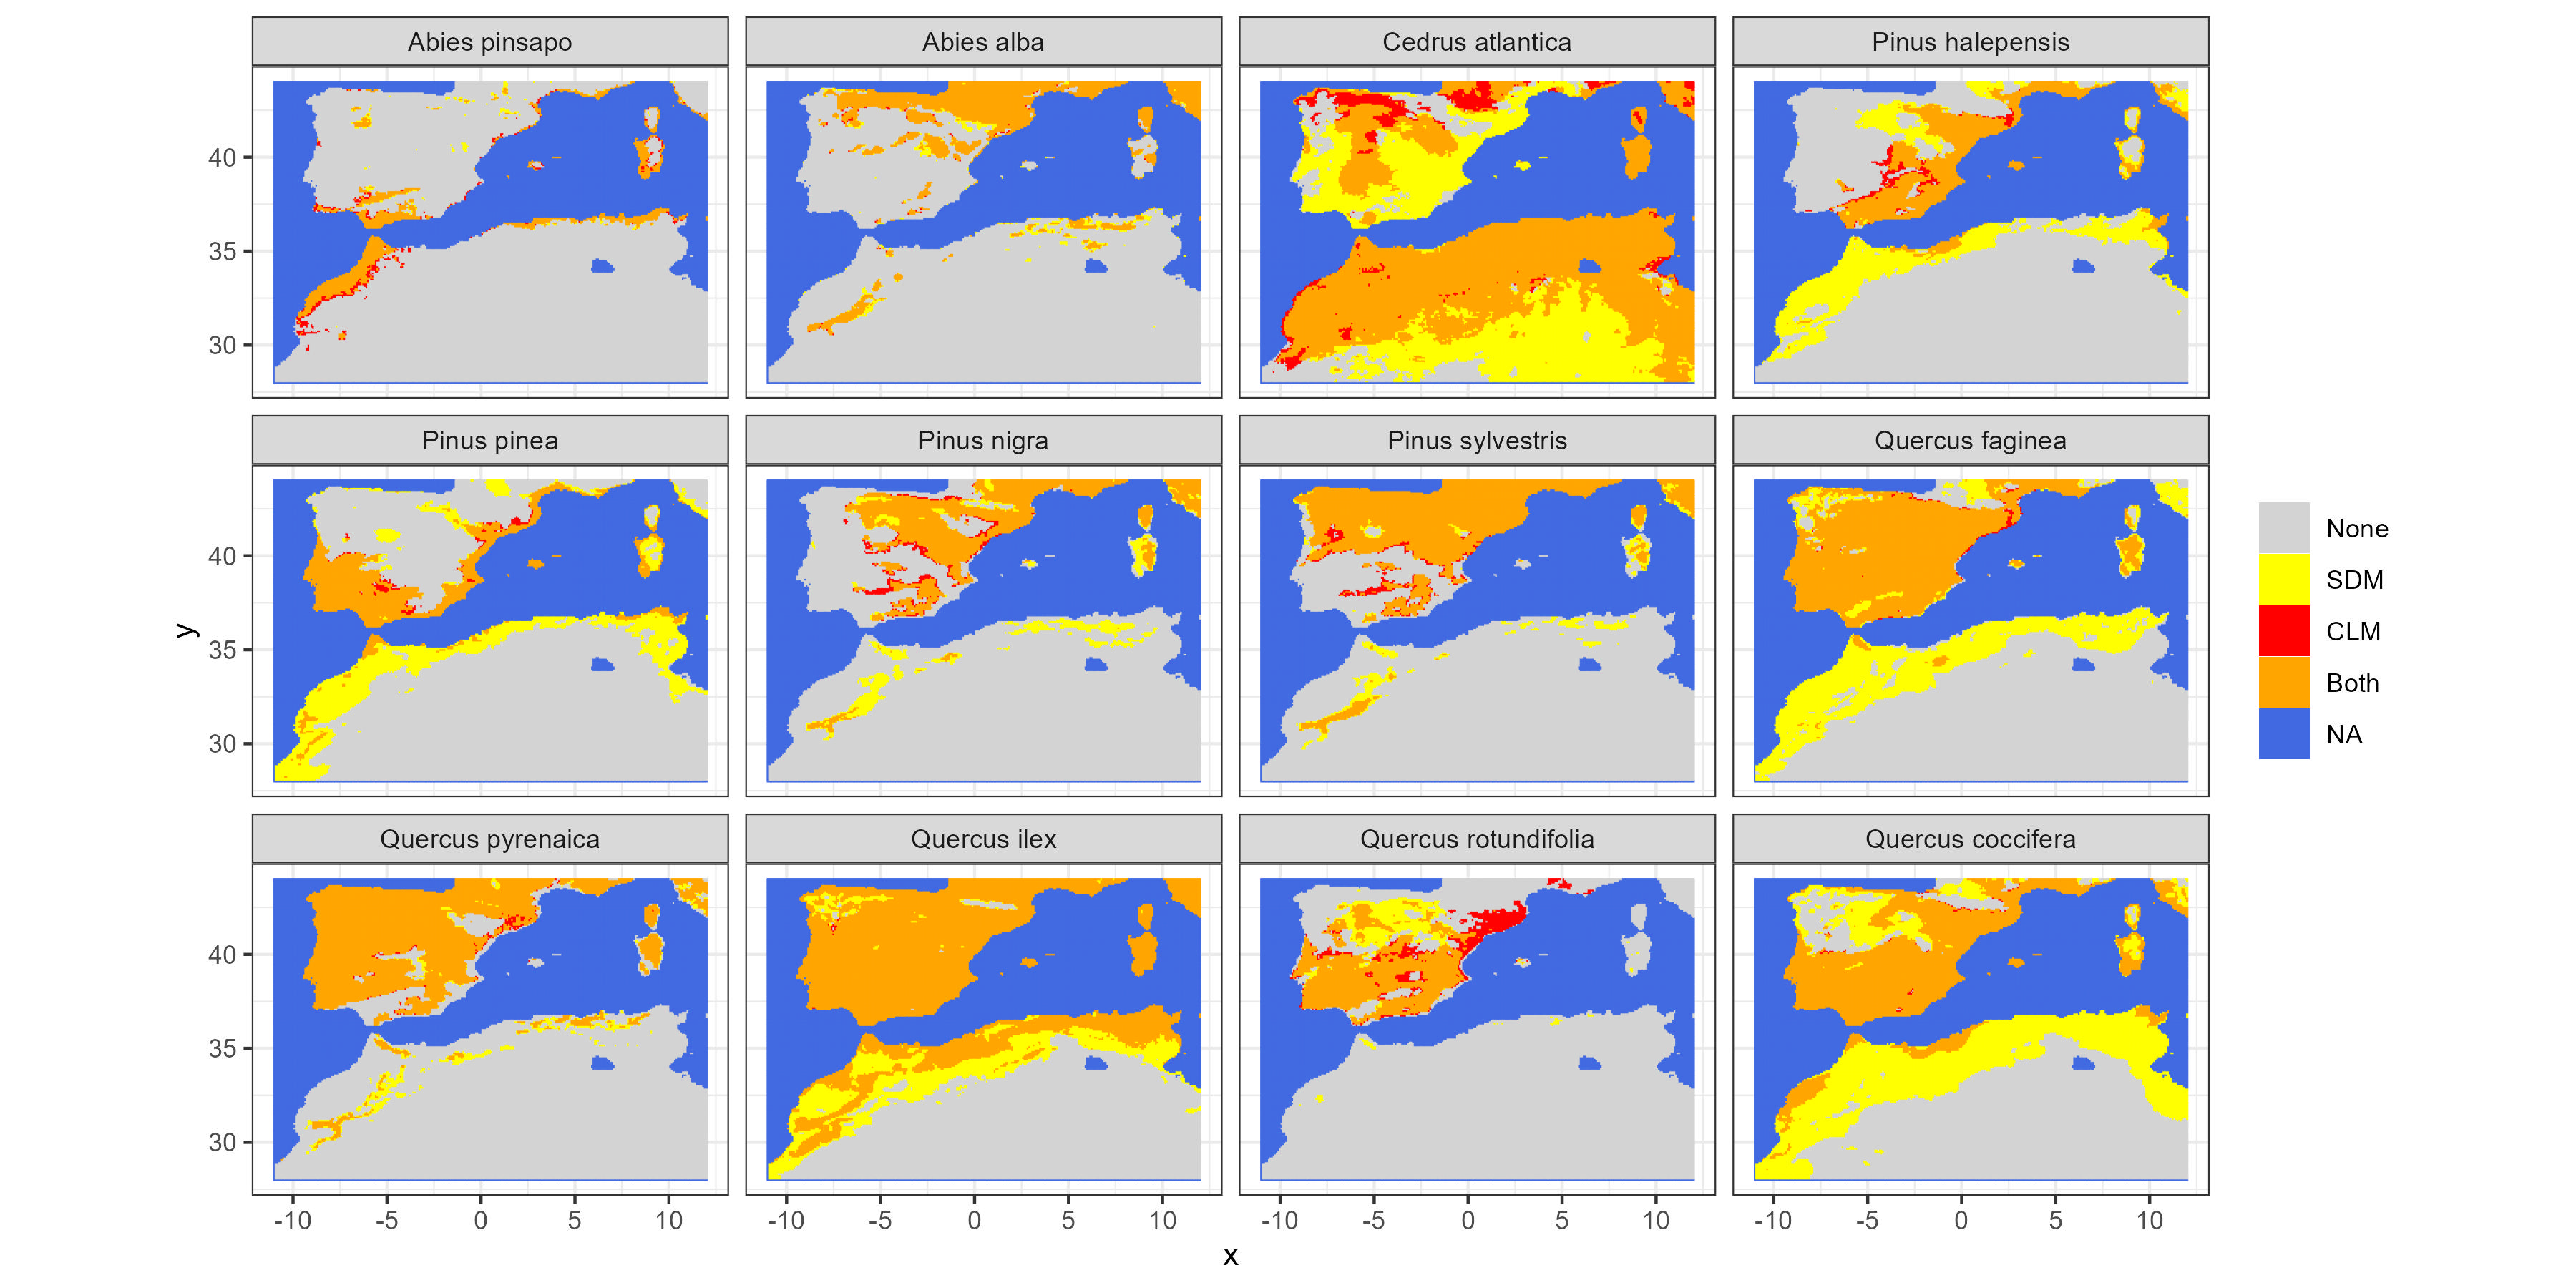 Abies pinsapo
Abies alba
Cedrus atlantica
Pinus halepensis
40
35
30
Pinus pinea
Pinus nigra
Pinus sylvestris
Quercus faginea
40
35
30
y
None
SDM
CLM
Both
NA
Quercus pyrenaica
Quercus ilex
Quercus rotundifolia
Quercus coccifera
40
35
30
-10 -5 0 5 10 -10 -5 0 5 10 -10 -5 0 5 10 -10 -5 0 5 10
x